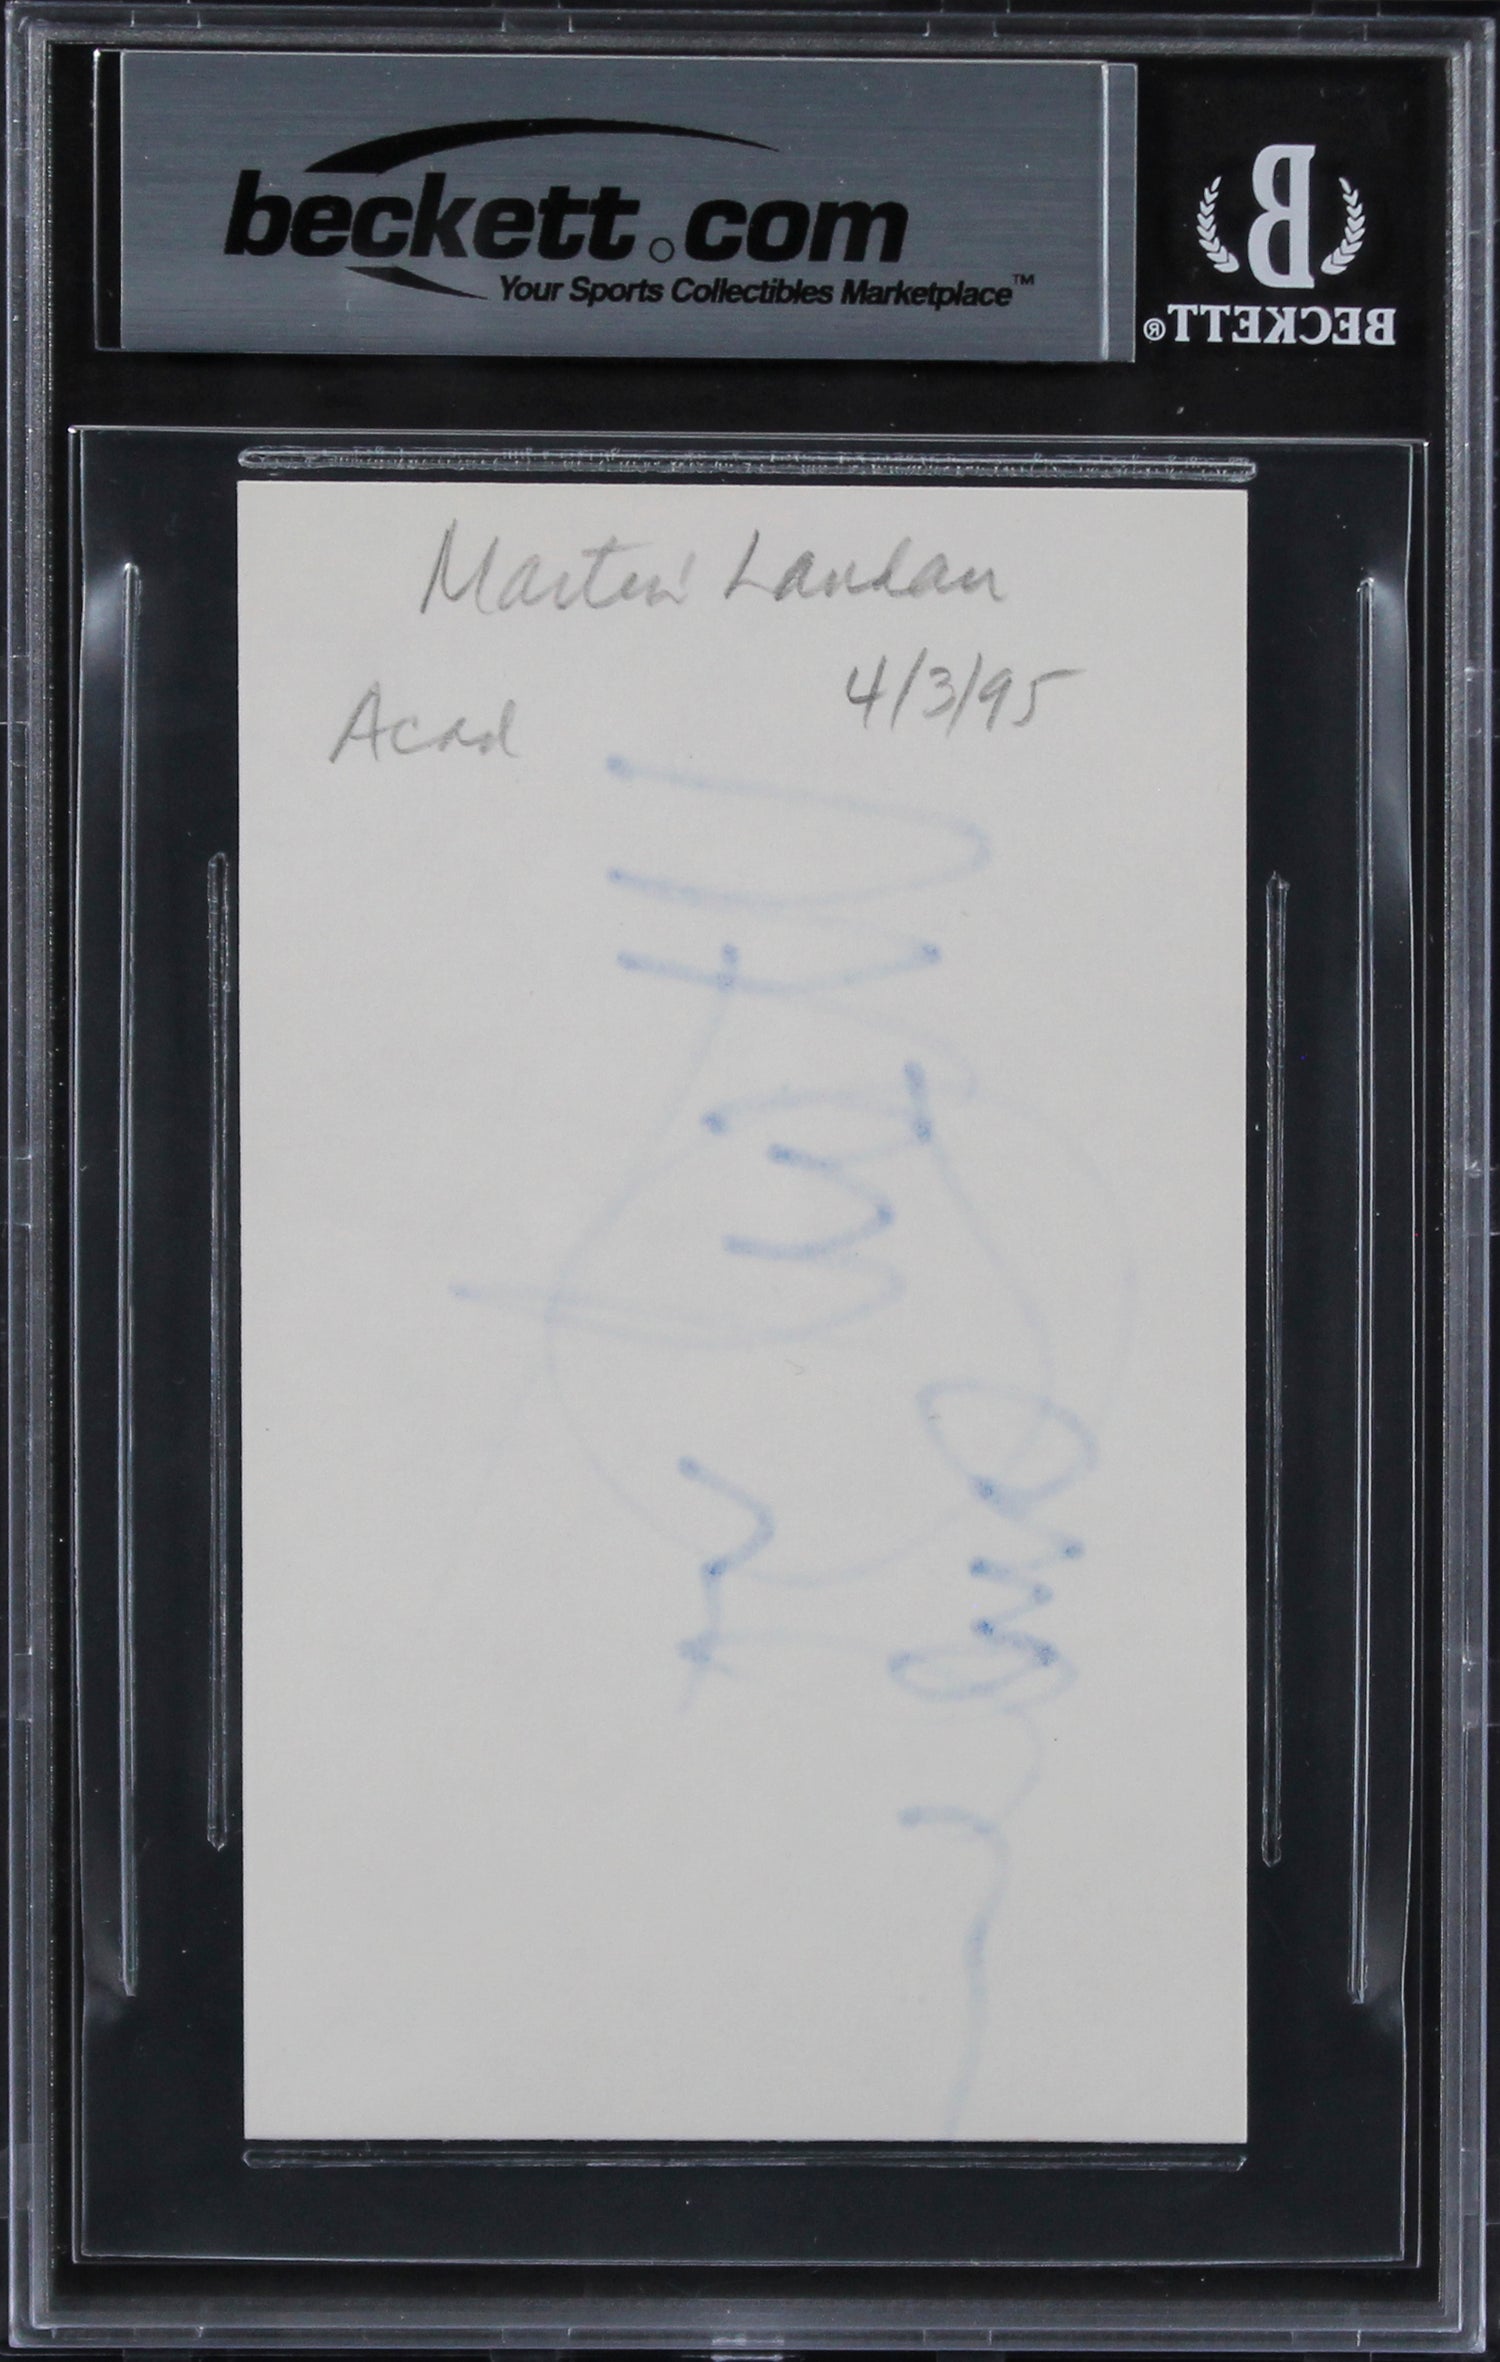 beckett.com
Your Sports Collectibles Marketplace™
B
BECKETT®
Martin Landau
4/3/95
Acad